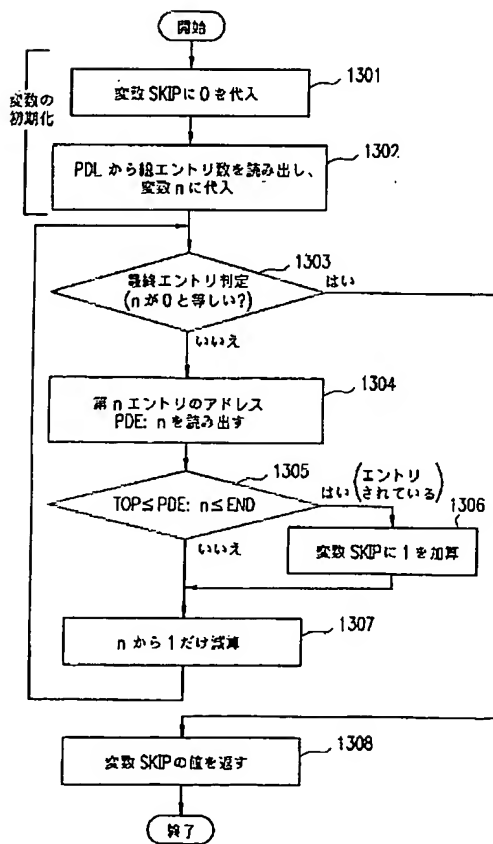 開始
変数の
初期化
1301
変数 SKIP に 0 を代入
1302
PDL から総エントリ数を読み出し、
変数 n に代入
1303
最終エントリ判定
(n が 0 と等しい?)
はい
いいえ
1304
第 n エントリのアドレス
PDE: n を読み出す
1305
TOP≦PDE: n≦END
はい
(エントリ
されている)
いいえ
1306
変数 SKIP に 1 を加算
1307
n から 1 だけ減算
1308
変数 SKIP の値を返す
終了